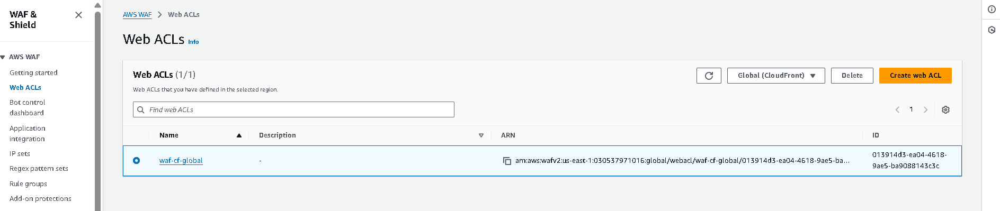 WAF &
Shield
AWS WAF
Getting started
Web ACLs
Bot control
dashboard
Application
integration
IP sets
Regex pattern sets
Rule groups
Add-on protections
AWS WAF > Web ACLs
Web ACLs Info
Web ACLs (1/1)
Web ACLs that you have defined in the selected region.
Global (CloudFront)
Delete
Create web ACL
Find web ACLs
1
Name Description ARN ID
waf-cf-global - arn:aws:wafv2:us-east-1:030537971016:global/webacl/waf-cf-global/013914d3-ea04-4618-9ae5-ba... 013914d3-ea04-4618-
9ae5-ba9088143c3c